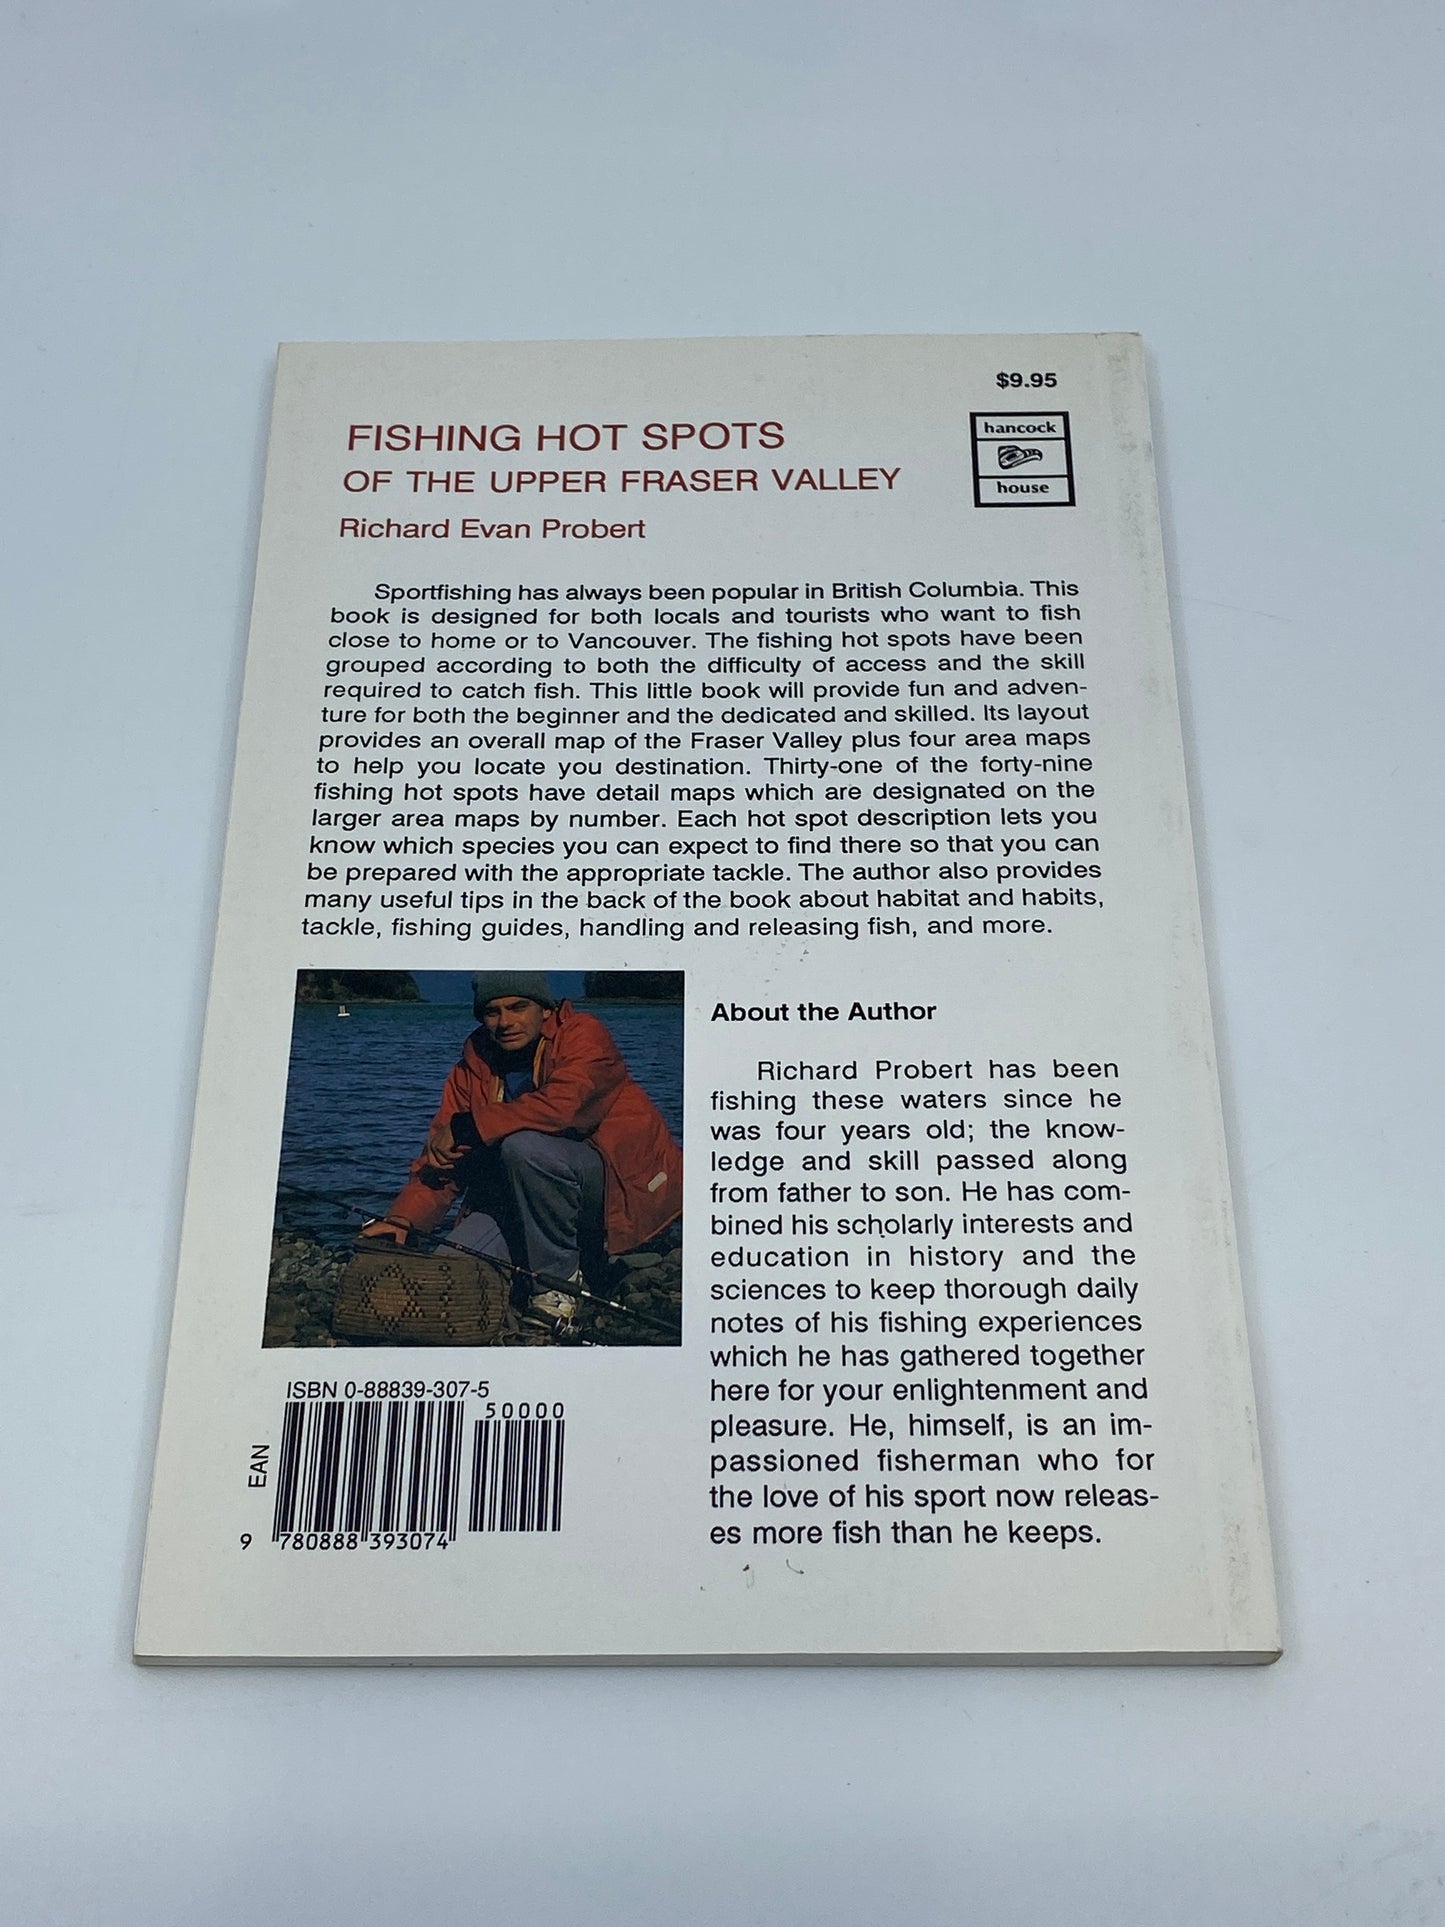 $9.95
hancock
house
FISHING HOT SPOTS
OF THE UPPER FRASER VALLEY
Richard Evan Probert
Sportfishing has always been popular in British Columbia. This
book is designed for both locals and tourists who want to fish
close to home or to Vancouver. The fishing hot spots have been
grouped according to both the difficulty of access and the skill
required to catch fish. This little book will provide fun and adven-
ture for both the beginner and the dedicated and skilled. Its layout
provides an overall map of the Fraser Valley plus four area maps
to help you locate you destination. Thirty-one of the forty-nine
fishing hot spots have detail maps which are designated on the
larger area maps by number. Each hot spot description lets you
know which species you can expect to find there so that you can
be prepared with the appropriate tackle. The author also provides
many useful tips in the back of the book about habitat and habits,
tackle, fishing guides, handling and releasing fish, and more.
About the Author
Richard Probert has been
fishing these waters since he
was four years old; the know-
ledge and skill passed along
from father to son. He has com-
bined his scholarly interests and
education in history and the
sciences to keep thorough daily
notes of his fishing experiences
which he has gathered together
here for your enlightenment and
pleasure. He, himself, is an im-
passioned fisherman who for
the love of his sport now releas-
es more fish than he keeps.
ISBN 0-88839-307-5
50000
EAN
9 780888 393074